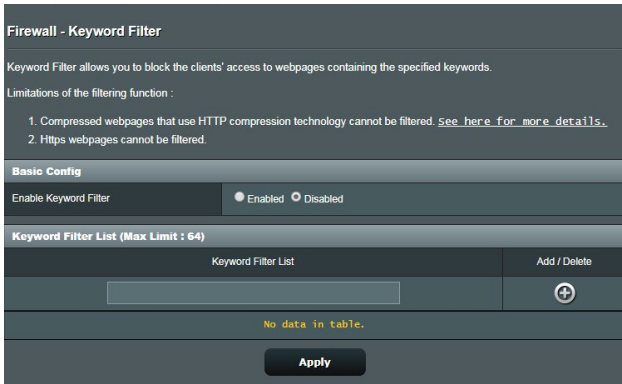 Firewall - Keyword Filter
Keyword Filter allows you to block the clients' access to webpages containing the specified keywords.
Limitations of the filtering function :
1. Compressed webpages that use HTTP compression technology cannot be filtered. See here for more details.
2. Https webpages cannot be filtered.
Basic Config
Enable Keyword Filter Enabled Disabled
Keyword Filter List (Max Limit : 64)
Keyword Filter List Add / Delete
No data in table.
Apply